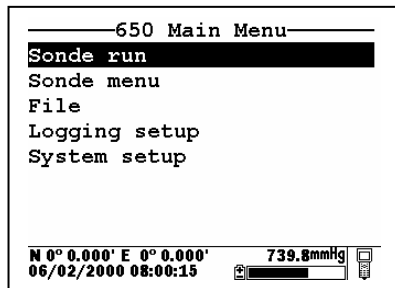 650 Main Menu
Sonde run
Sonde menu
File
Logging setup
System setup
N 0° 0.000' E 0° 0.000' 739.8mmHg
06/02/2000 08:00:15